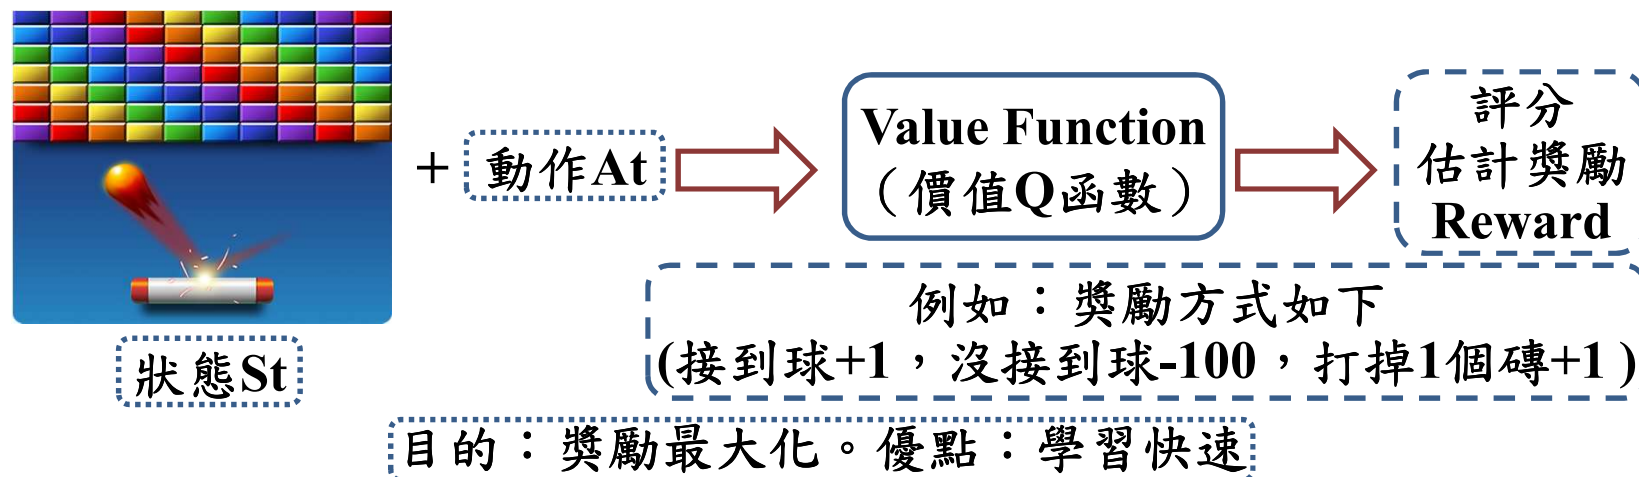 + 動作At
Value Function
（價值Q函數）
評分
估計獎勵
Reward
例如：獎勵方式如下
(接到球+1，沒接到球-100，打掉1個磚+1 )
狀態St
目的：獎勵最大化。優點：學習快速